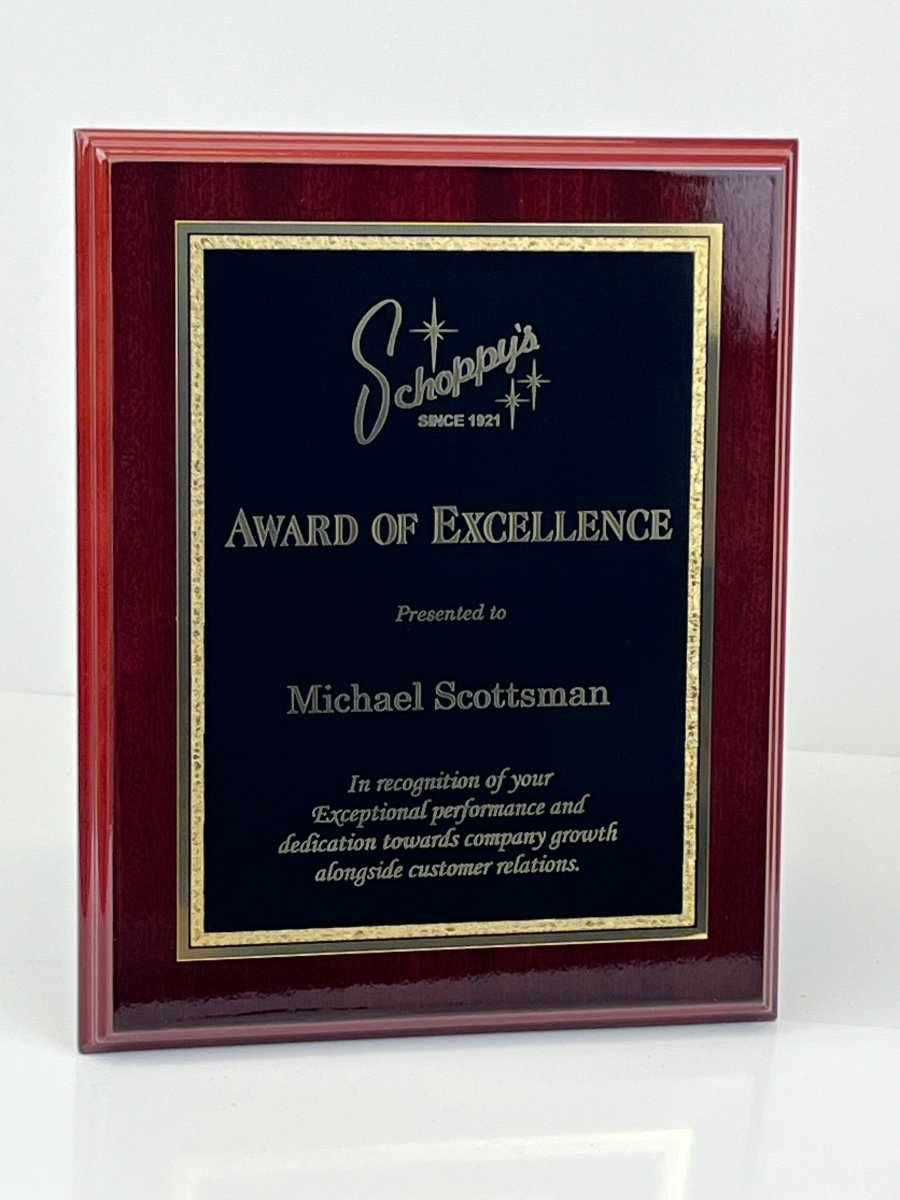 Schoppy's
SINCE 1921
AWARD OF EXCELLENCE
Presented to
Michael Scottsman
In recognition of your
Exceptional performance and
dedication towards company growth
alongside customer relations.